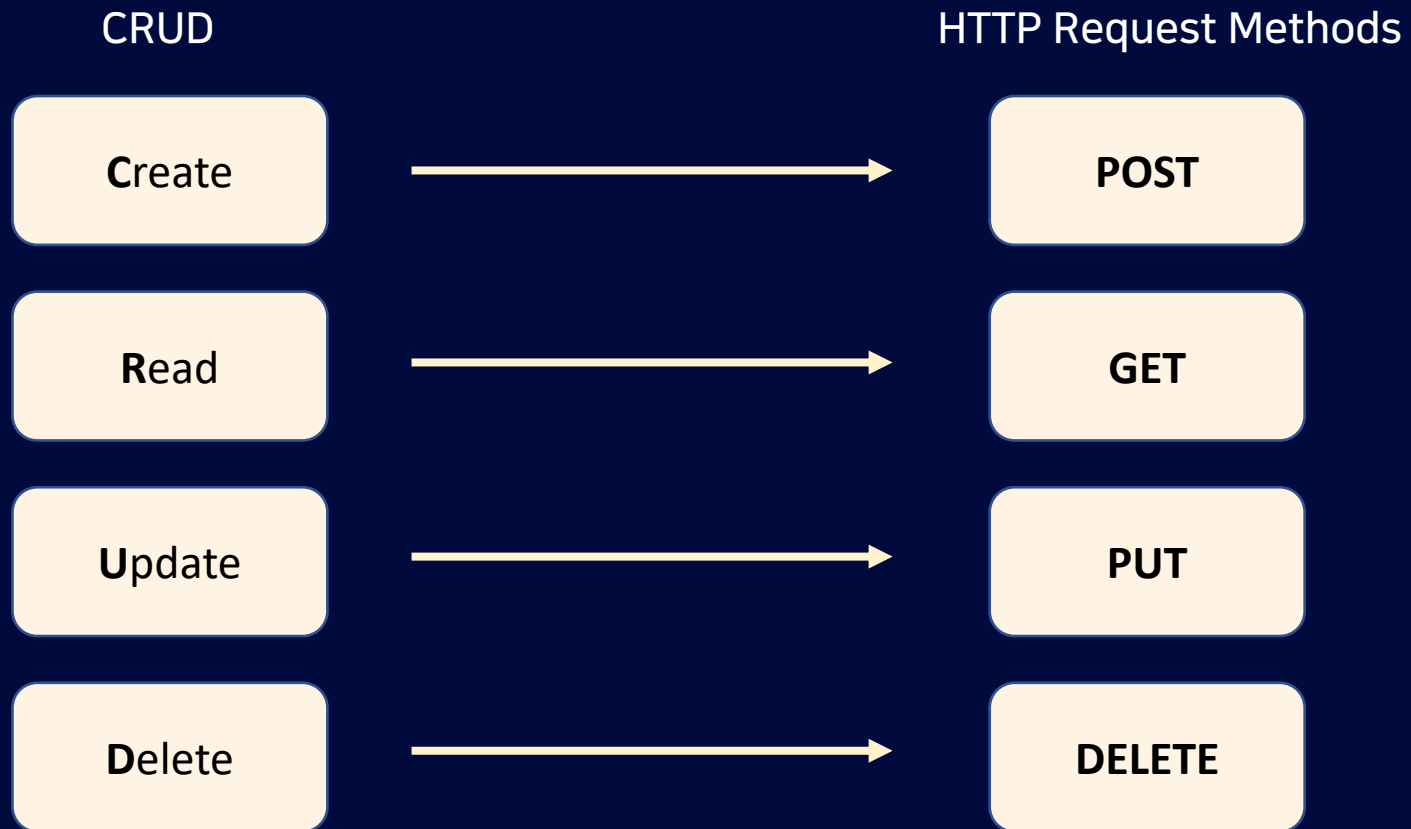 CRUD
HTTP Request Methods
Create
POST
Read
GET
Update
PUT
Delete
DELETE